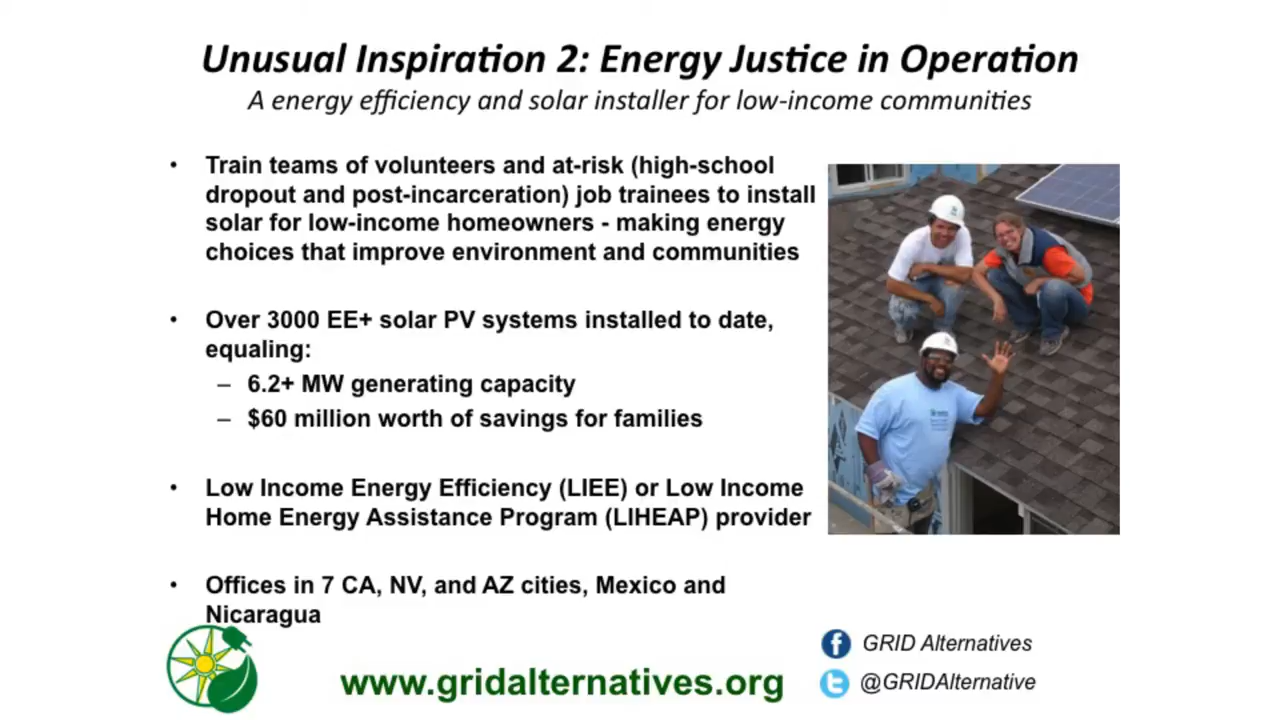 Unusual Inspiration 2: Energy Justice in Operation
A energy efficiency and solar installer for low-income communities
• Train teams of volunteers and at-risk (high-school
dropout and post-incarceration) job trainees to install
solar for low-income homeowners - making energy
choices that improve environment and communities
• Over 3000 EE+ solar PV systems installed to date,
equaling:
– 6.2+ MW generating capacity
– $60 million worth of savings for families
• Low Income Energy Efficiency (LIEE) or Low Income
Home Energy Assistance Program (LIHEAP) provider
• Offices in 7 CA, NV, and AZ cities, Mexico and
Nicaragua
www.gridalternatives.org
GRID Alternatives
@GRIDAlternative